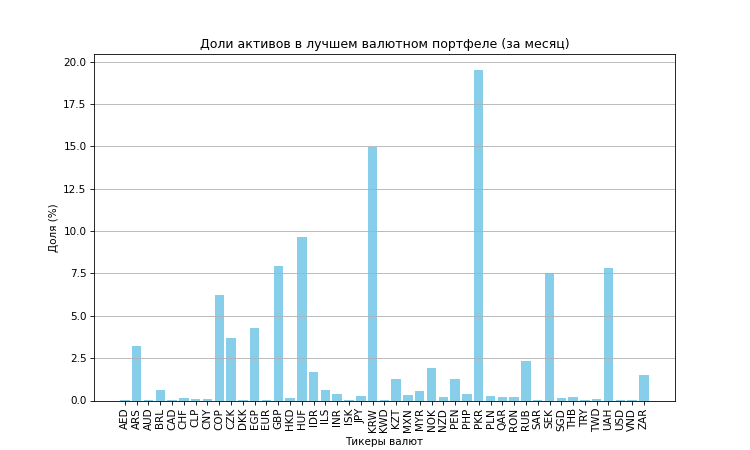 Доли активов в лучшем валютном портфеле (за месяц)
Доля (%)
20.0
17.5
15.0
12.5
10.0
7.5
5.0
2.5
0.0
AED ARS AUD BRL CAD CHF CLP CNY COP CZK DKK EGP EUR GBP HKD HUF IDR ILS INR ISK JPY KRW KWD KZT MXN MYR NOK NZD PEN PHP PKR PLN QAR RON RUB SAR SEK SGD THB TRY TWD UAH USD VND ZAR
Тикеры валют